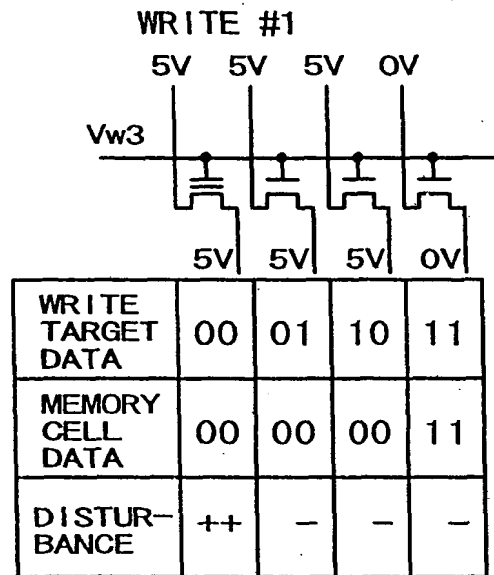 WRITE #1
5V 5V 5V 0V
Vw3
5V 5V 5V 0V
WRITE
TARGET
DATA
00 01 10 11
MEMORY
CELL
DATA
00 00 00 11
DISTUR-
BANCE
++ - - -